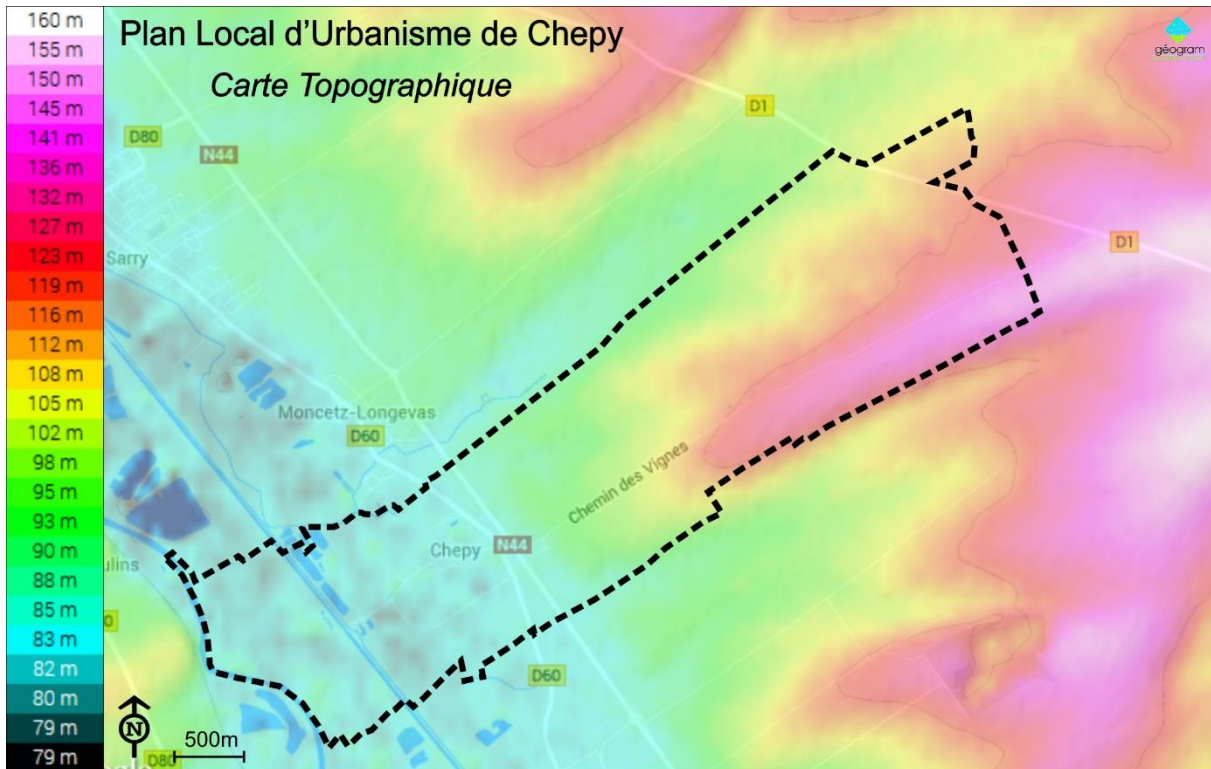 160 m
155 m
150 m
145 m
141 m
136 m
132 m
127 m
123 m
119 m
116 m
112 m
108 m
105 m
102 m
98 m
95 m
93 m
90 m
88 m
85 m
83 m
82 m
80 m
79 m
79 m
Plan Local d'Urbanisme de Chepy
Carte Topographique
géogram
D1
D80
N44
D1
Sarry
Moncetz-Longevas
D60
Chemin des Vignes
Chepy
N44
ulins
0
D60
N
500m
D80